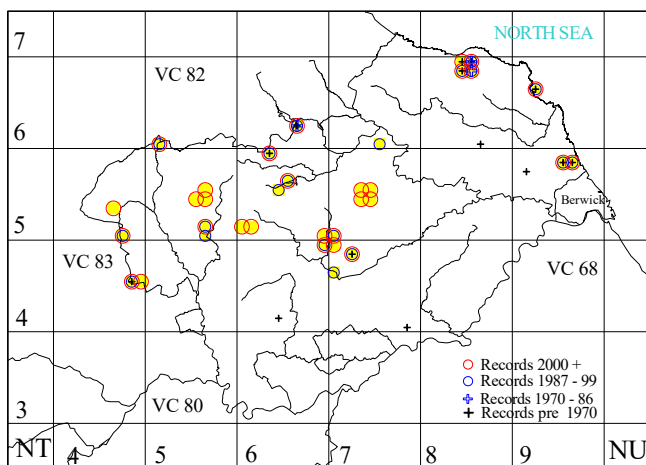 7
NORTH SEA
VC 82
6
Berwick
5
VC 83
VC 68
4
Records 2000 +
Records 1987 - 99
Records 1970 - 86
VC 80
Records pre 1970
3
NT 4 5 6 7 8 9 NU